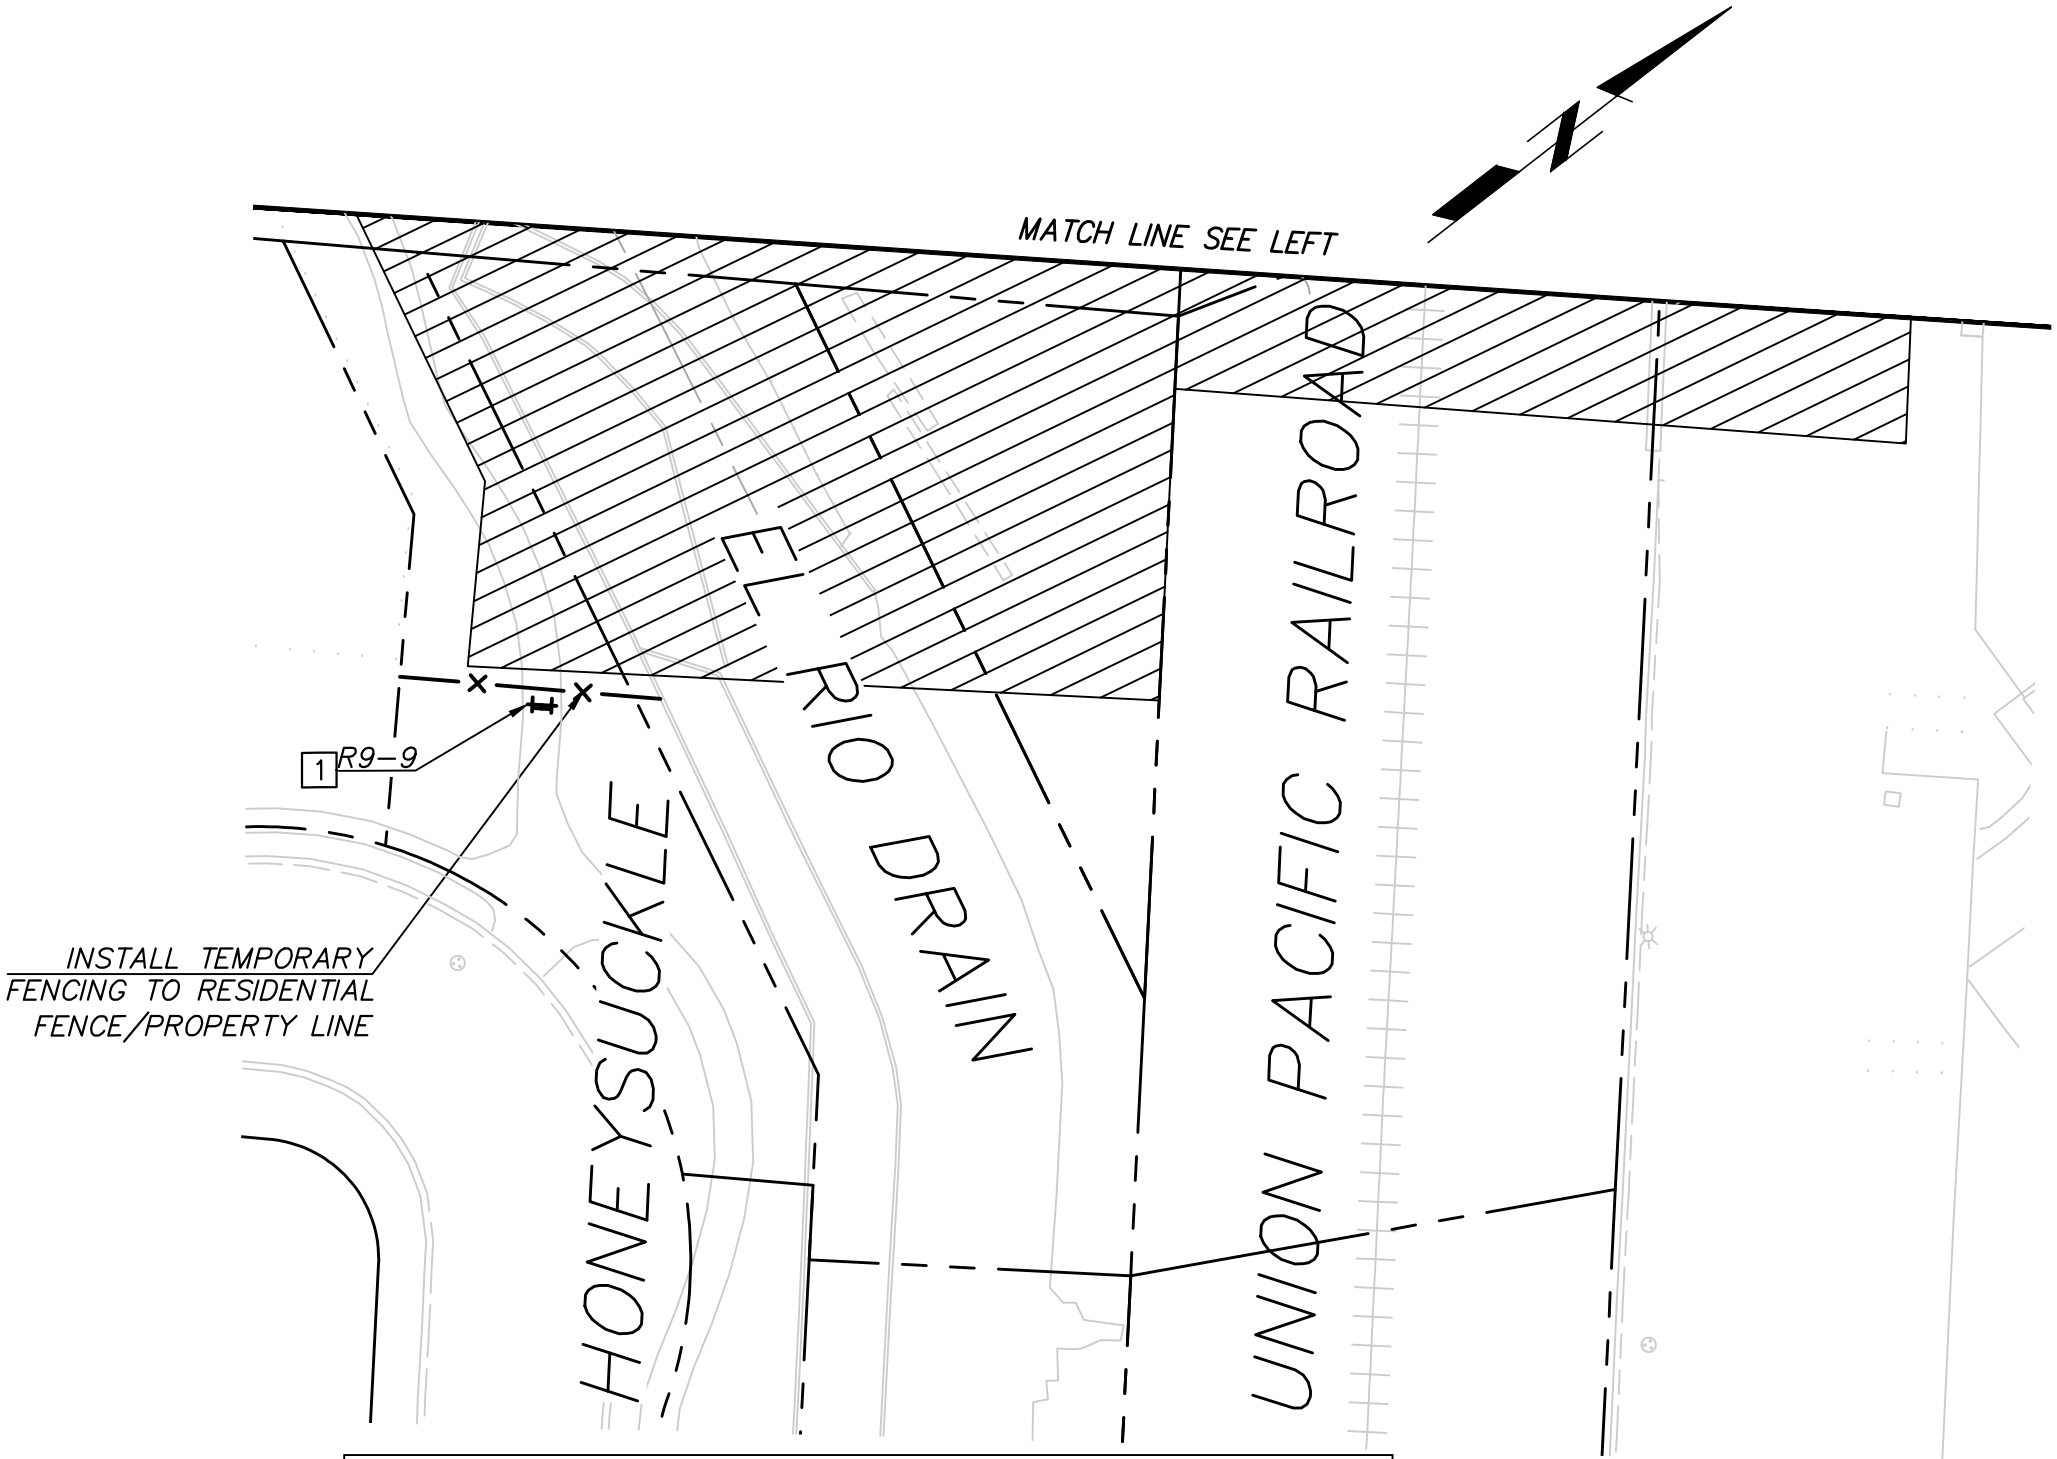 MATCH LINE SEE LEFT
N
EL RIO DRAIN
UNION PACIFIC RAILROAD
1 R9-9
HONEYSUCKLE
INSTALL TEMPORARY
FENCING TO RESIDENTIAL
FENCE/PROPERTY LINE